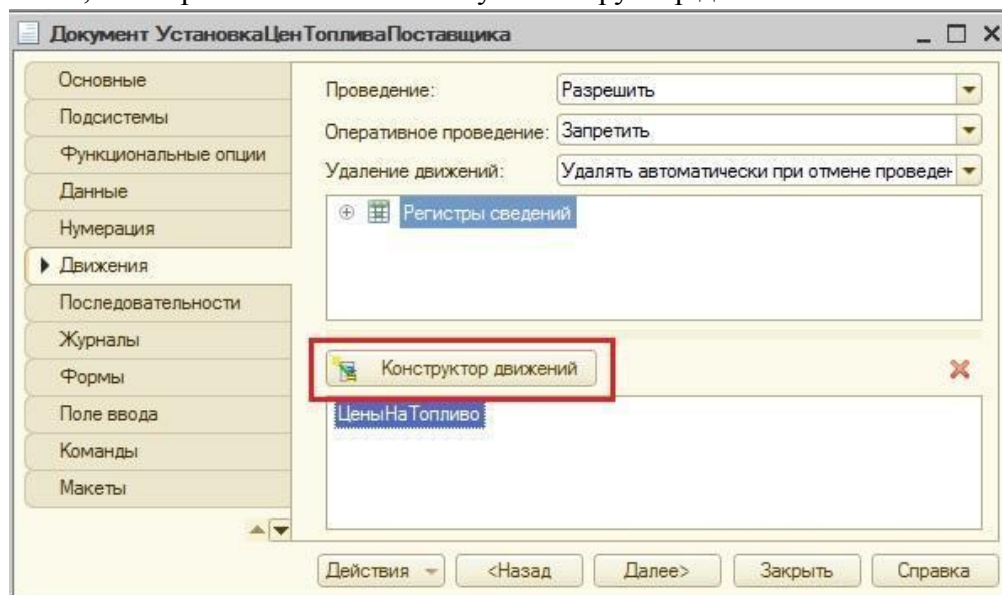 Документ УстановкаЦенТопливаПоставщика
Основные
Подсистемы
Функциональные опции
Данные
Нумерация
Движения
Последовательности
Журналы
Формы
Поле ввода
Команды
Макеты
Проведение: Разрешить
Оперативное проведение: Запретить
Удаление движений: Удалять автоматически при отмене проведен
Регистры сведений
Конструктор движений
ЦеныНаТопливо
Действия <Назад Далее> Закрыть Справка